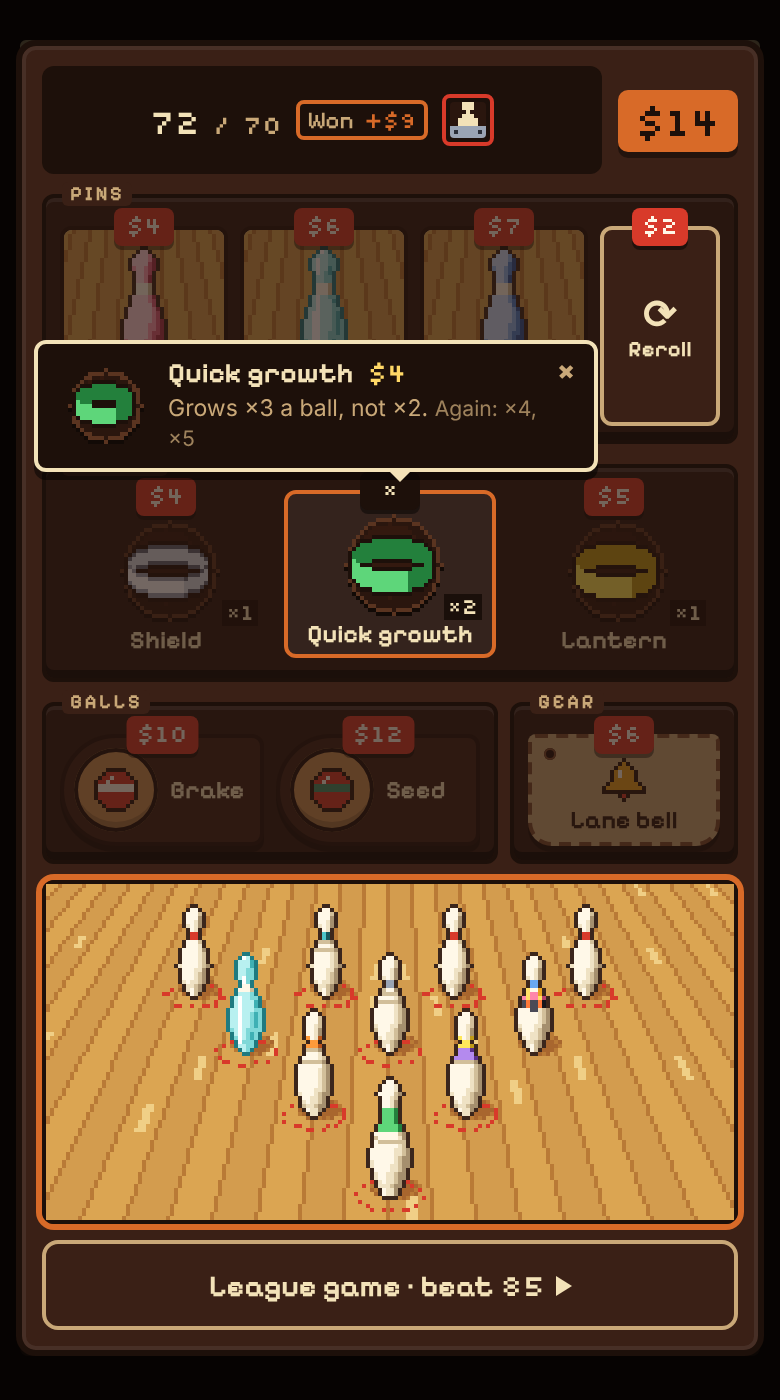 72 / 70 Won +$9 $14
PINS
$4 $6 $7 $2
Reroll
Quick growth $4 ×
Grows ×3 a ball, not ×2. Again: ×4,
×5
$4 × $5
×1 ×2 ×1
Shield Quick growth Lantern
BALLS GEAR
$10 $12 $6
Brake Seed Lane bell
League game · beat 85 ▶